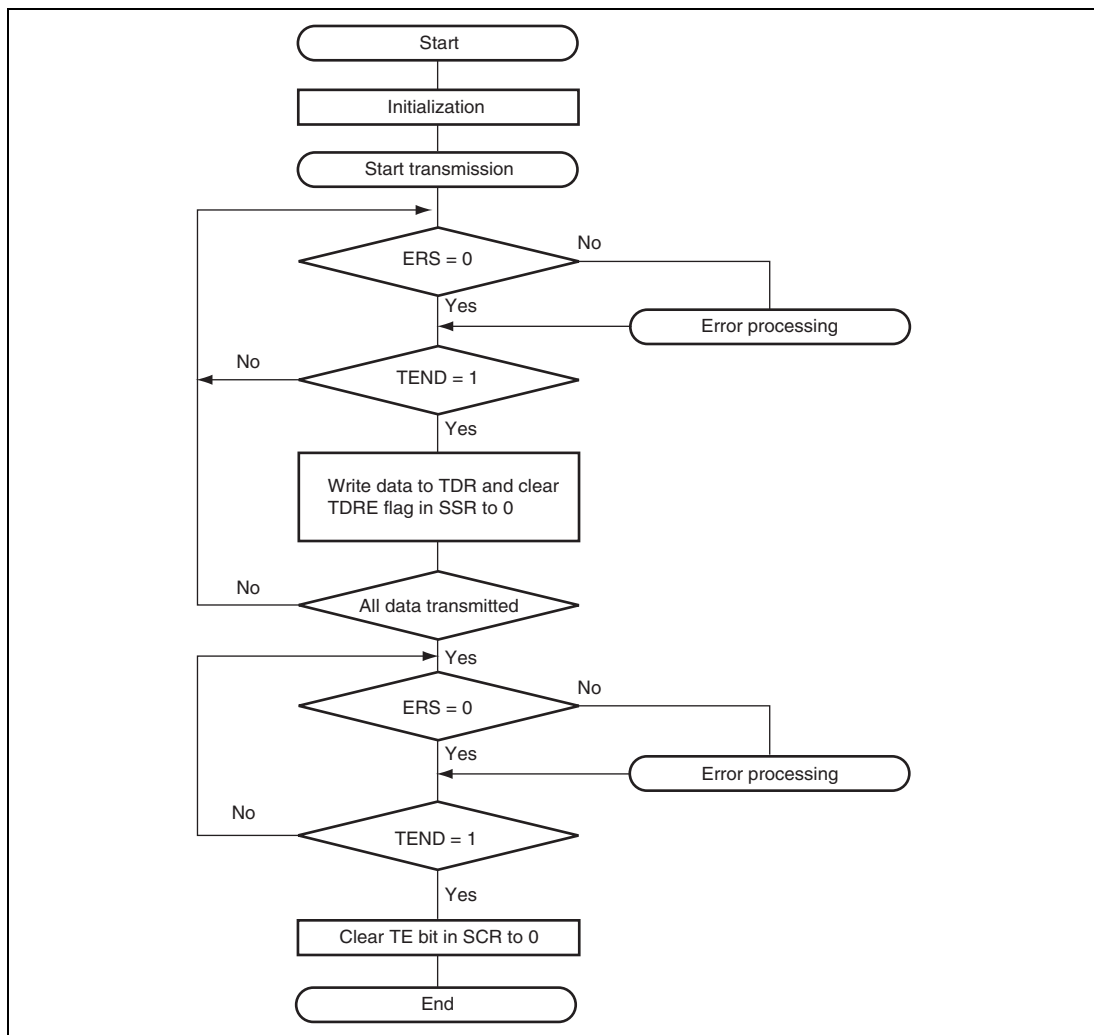 Start
Initialization
Start transmission
ERS = 0
No
Yes
Error processing
No
TEND = 1
Yes
Write data to TDR and clear
TDRE flag in SSR to 0
No
All data transmitted
Yes
ERS = 0
No
Yes
Error processing
No
TEND = 1
Yes
Clear TE bit in SCR to 0
End